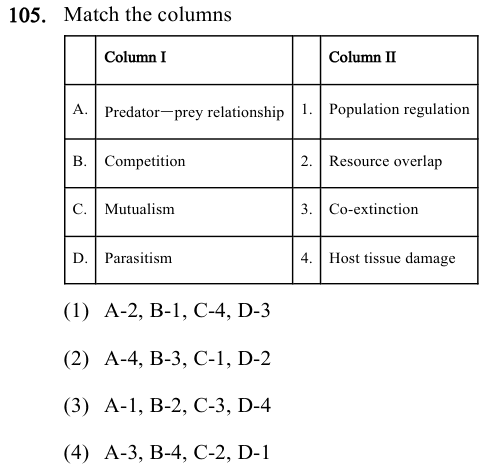 105. Match the columns
Column I Column II
A. Predator—prey relationship 1. Population regulation
B. Competition 2. Resource overlap
C. Mutualism 3. Co-extinction
D. Parasitism 4. Host tissue damage
(1) A-2, B-1, C-4, D-3
(2) A-4, B-3, C-1, D-2
(3) A-1, B-2, C-3, D-4
(4) A-3, B-4, C-2, D-1